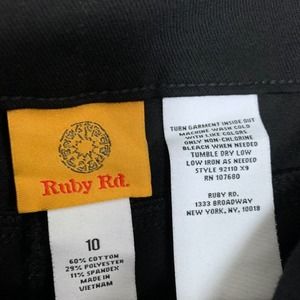 Ruby Rd.
10
60% COTTON
29% POLYESTER
11% SPANDEX
MADE IN
VIETNAM
TURN GARMENT INSIDE OUT
MACHINE WASH COLD
WITH LIKE COLORS
ONLY NON-CHLORINE
BLEACH WHEN NEEDED
TUMBLE DRY LOW
LOW IRON AS NEEDED
STYLE 92110 X9
RN 107680
RUBY RD.
1333 BROADWAY
NEW YORK, NY, 10018